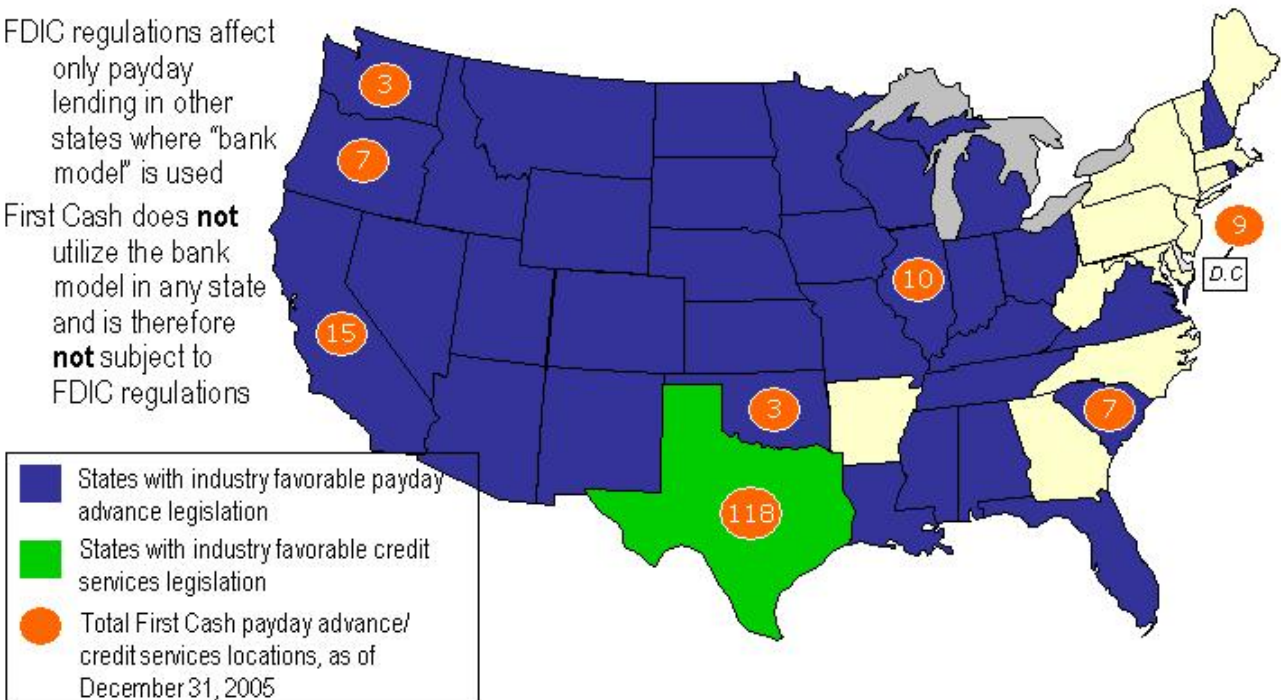 FDIC regulations affect
only payday
lending in other
states where “bank
model” is used
First Cash does not
utilize the bank
model in any state
and is therefore
not subject to
FDIC regulations
3
7
15
10
9
D.C
3
7
118
States with industry favorable payday
advance legislation
States with industry favorable credit
services legislation
Total First Cash payday advance/
credit services locations, as of
December 31, 2005